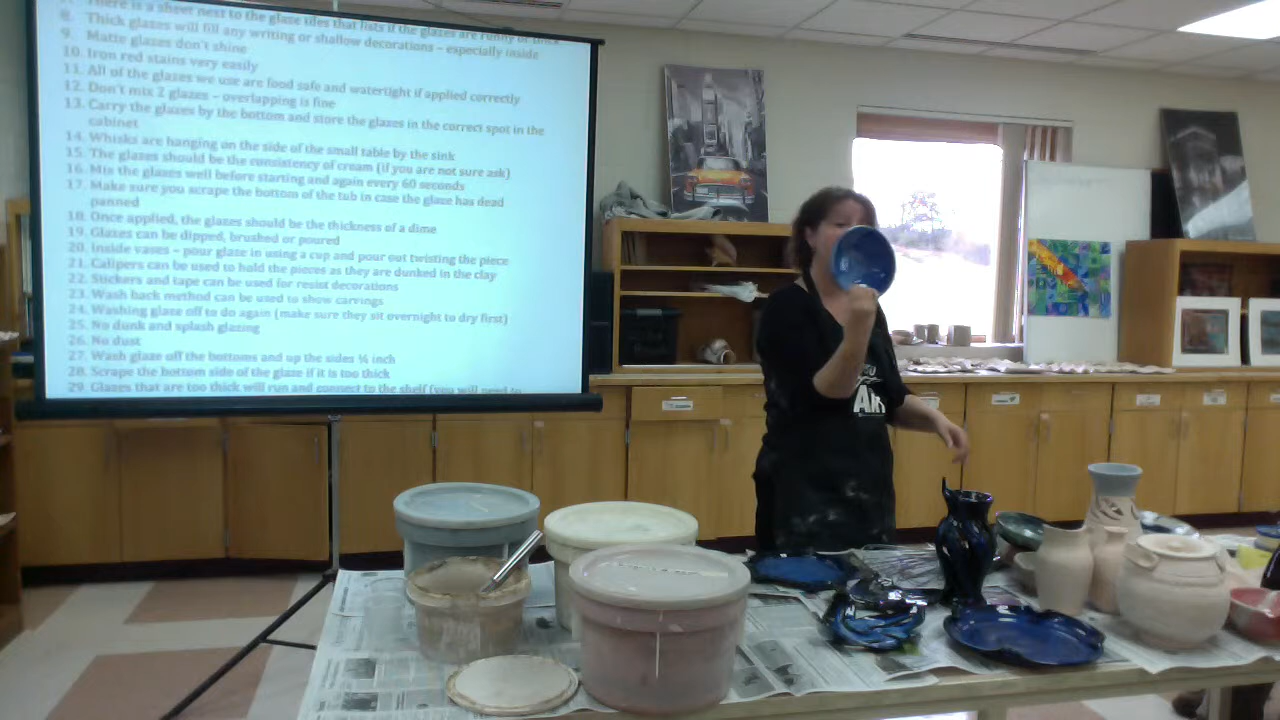 There is a sheet next to the glaze ides that lists if the glazes are runny or thick
8. Thick glazes will fill any writing or shallow decorations – especially inside
9. Matte glazes don't shine
10. Iron red stains very easily
11. All of the glazes we use are food safe and watertight if applied correctly
12. Don't mix 2 glazes – overlapping is fine
13. Carry the glazes by the bottom and store the glazes in the correct spot in the
cabinet
14. Whisks are hanging on the side of the small table by the sink
15. The glazes should be the consistency of cream (if you are not sure ask)
16. Mix the glazes well before starting and again every 60 seconds
17. Make sure you scrape the bottom of the tub in case the glaze has dead
panned
18. Once applied, the glazes should be the thickness of a dime
19. Glazes can be dipped, brushed or poured
20. Inside vases – pour glaze in using a cup and pour out twisting the piece
21. Calipers can be used to hold the pieces as they are dunked in the clay
22. Stickers and tape can be used for resist decorations
23. Wash back method can be used to show carvings
24. Washing glaze off to do again (make sure they sit overnight to dry first)
25. No dunk and splash glazing
26. No dust
27. Wash glaze off the bottoms and up the sides ¼ inch
28. Scrape the bottom side of the glaze if it is too thick
29. Glazes that are too thick will run and connect to the shelf (you will need to
Art